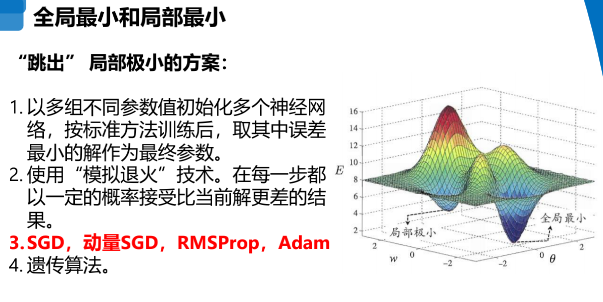 全局最小和局部最小
“跳出” 局部极小的方案：
1. 以多组不同参数值初始化多个神经网
络，按标准方法训练后，取其中误差
最小的解作为最终参数。
2. 使用“模拟退火”技术。在每一步都
以一定的概率接受比当前解更差的结
果。
3.SGD，动量SGD，RMSProp，Adam
4. 遗传算法。
16
14
12
10
E
8
6
4
2
局部极小
全局最小
2
0
-2
w
-2
0
2
θ